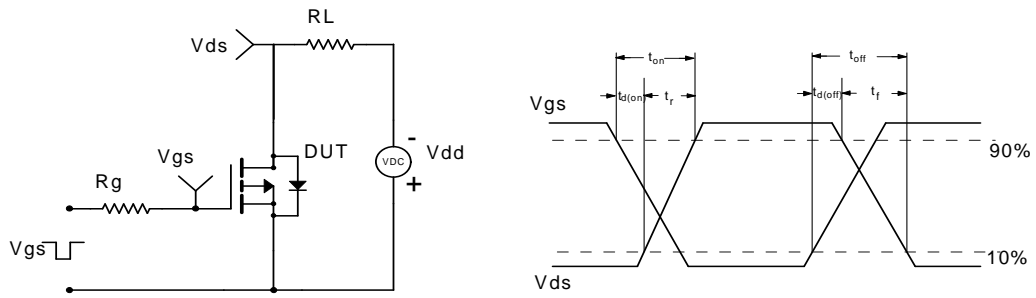 RL
Vds
Vgs
DUT
-
VDC
Vdd
+
Rg
Vgs
ton
toff
td(on)
tr
td(off)
tf
Vgs
90%
10%
Vds